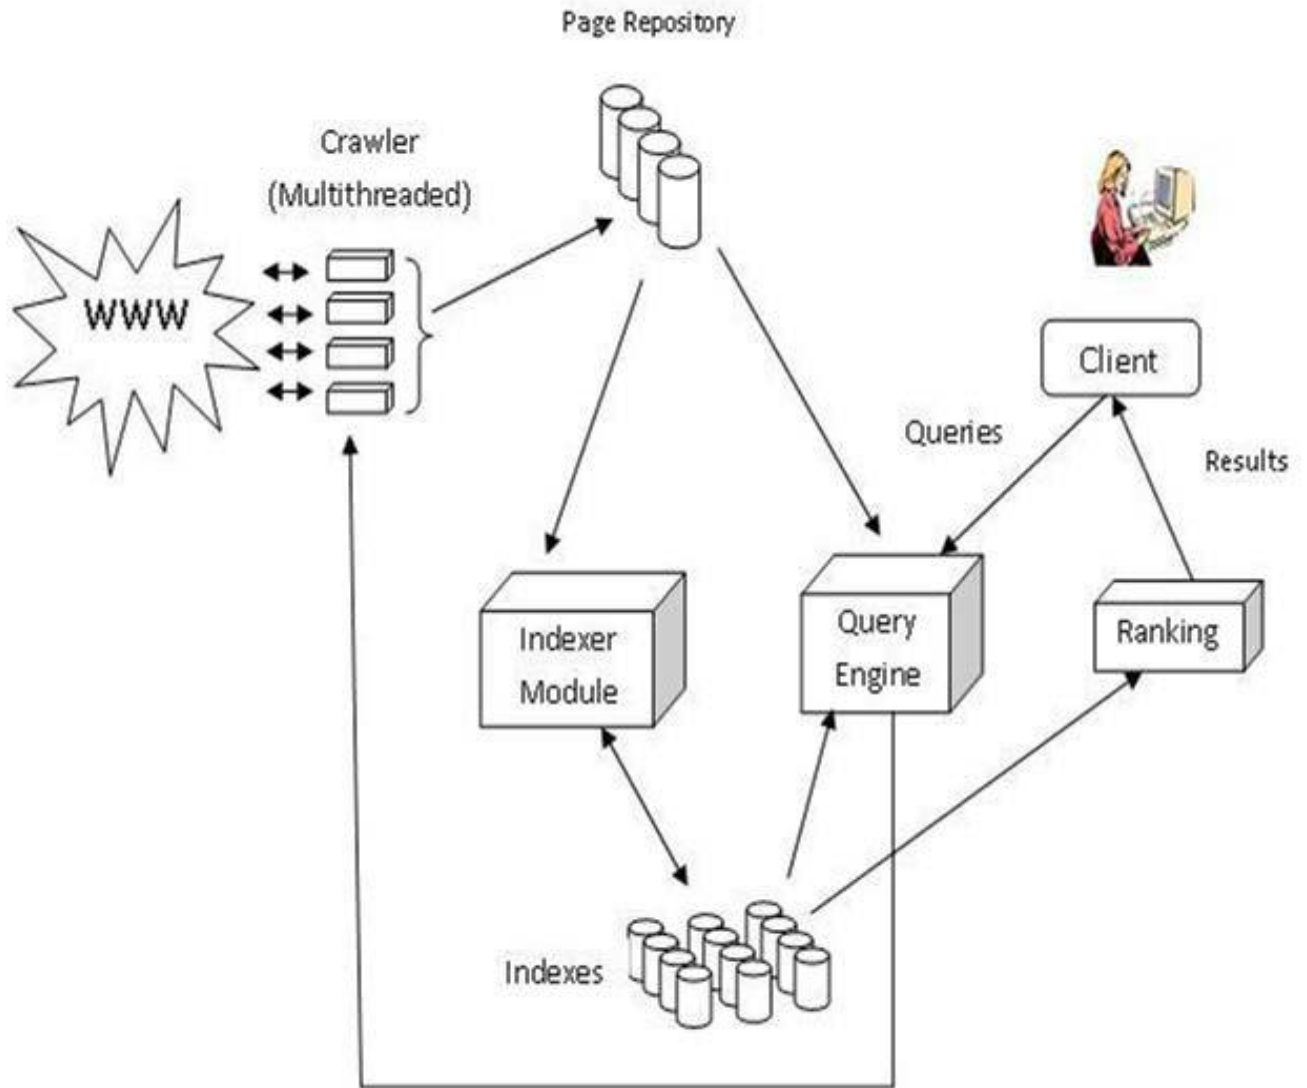 Page Repository
Crawler
(Multithreaded)
WWW
Client
Queries
Results
Indexer
Module
Query
Engine
Ranking
Indexes